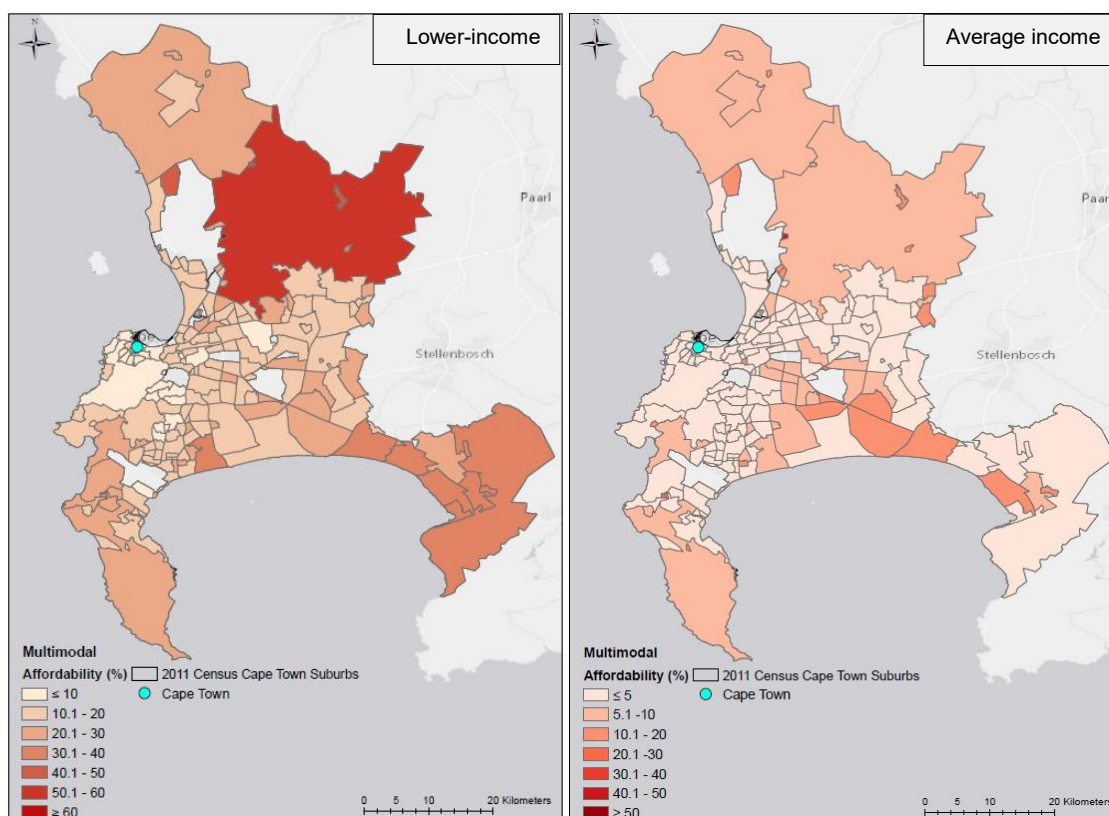 N
Lower-income
Paarl
Stellenbosch
Multimodal
Affordability (%)
2011 Census Cape Town Suburbs
Cape Town
≤ 10
10.1 - 20
20.1 - 30
30.1 - 40
40.1 - 50
50.1 - 60
≥ 60
0 5 10 20 Kilometers
N
Average income
Paarl
Stellenbosch
Multimodal
Affordability (%)
2011 Census Cape Town Suburbs
Cape Town
≤ 5
5.1 -10
10.1 - 20
20.1 -30
30.1 - 40
40.1 - 50
>50
0 5 10 20 Kilometers